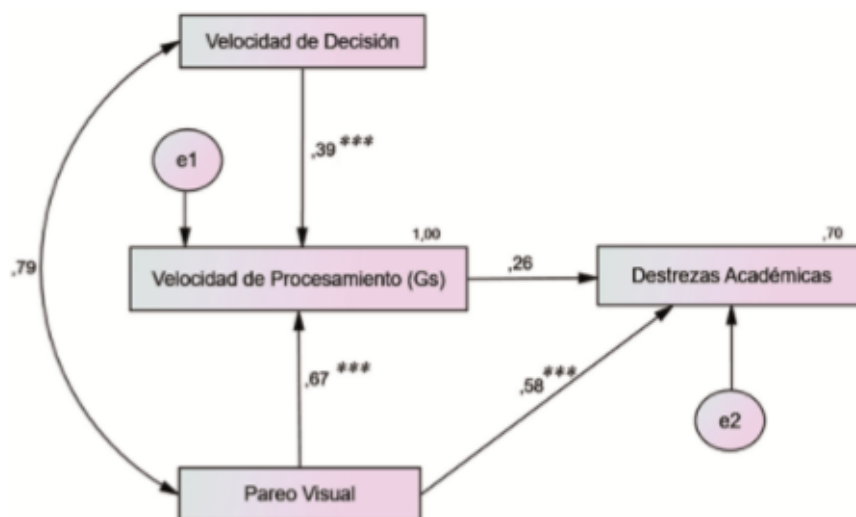 Velocidad de Decisión
,39 ***
e1
1,00
,70
,79
Velocidad de Procesamiento (Gs)
,26
Destrezas Académicas
,67 ***
,58***
e2
Pareo Visual